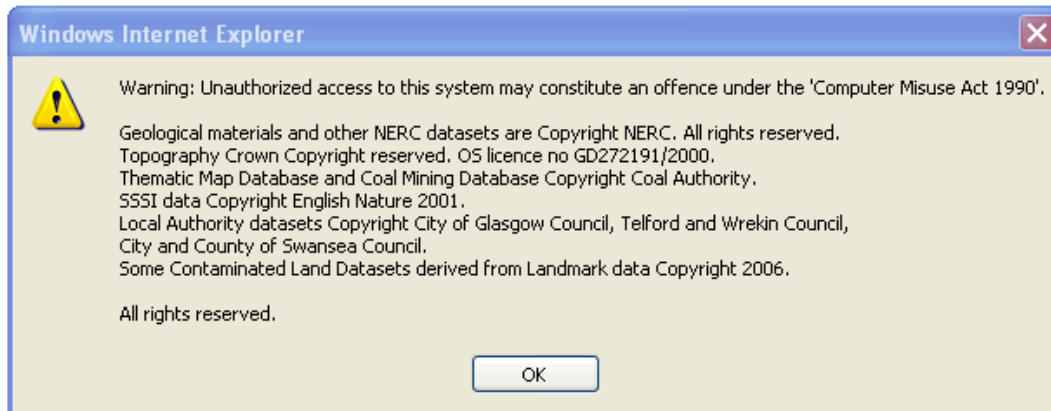 Windows Internet Explorer
Warning: Unauthorized access to this system may constitute an offence under the 'Computer Misuse Act 1990'.
Geological materials and other NERC datasets are Copyright NERC. All rights reserved.
Topography Crown Copyright reserved. OS licence no GD272191/2000.
Thematic Map Database and Coal Mining Database Copyright Coal Authority.
SSSI data Copyright English Nature 2001.
Local Authority datasets Copyright City of Glasgow Council, Telford and Wrekin Council,
City and County of Swansea Council.
Some Contaminated Land Datasets derived from Landmark data Copyright 2006.
All rights reserved.
OK